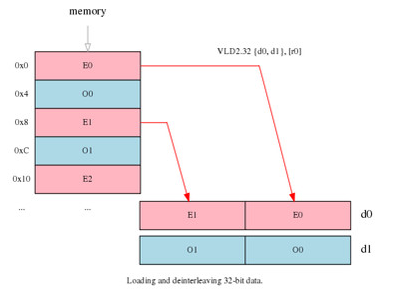 memory
VLD2.32 {d0, d1}, [r0]
0x0 E0
0x4 O0
0x8 E1
0xC O1
0x10 E2
... ...
E1 E0 d0
O1 O0 d1
Loading and deinterleaving 32-bit data.